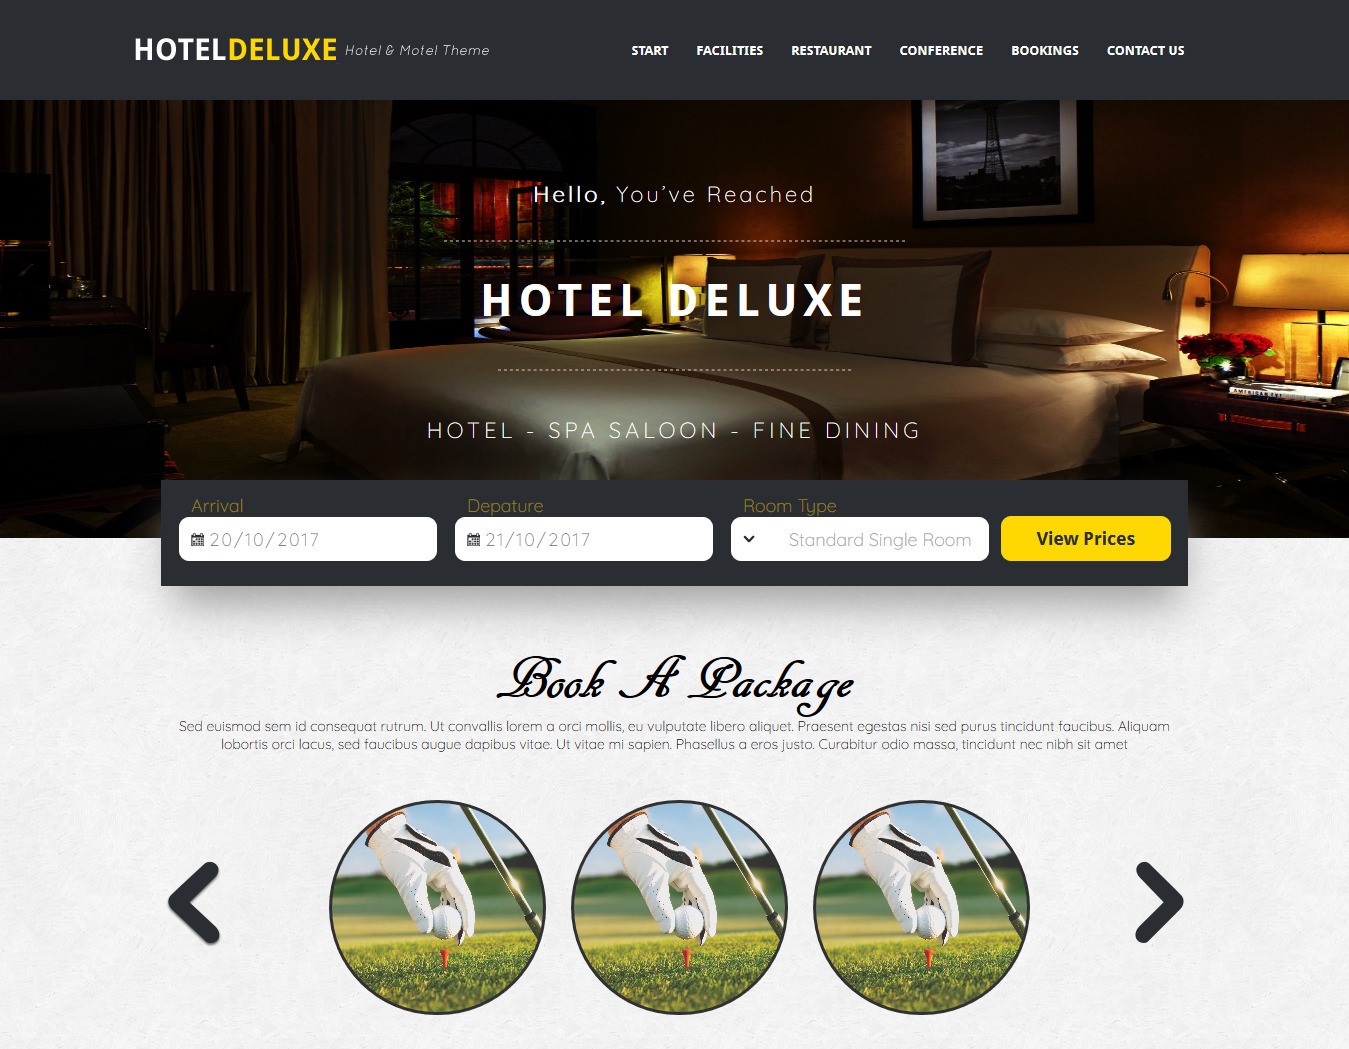 HOTELDELUXE Hotel & Motel Theme
START FACILITIES RESTAURANT CONFERENCE BOOKINGS CONTACT US
Hello, You’ve Reached
HOTEL DELUXE
HOTEL - SPA SALOON - FINE DINING
Arrival Depature Room Type
20/10/2017 21/10/2017 Standard Single Room View Prices
Book A Package
Sed euismod sem id consequat rutrum. Ut convallis lorem a orci mollis, eu vulputate libero aliquet. Praesent egestas nisi sed purus tincidunt faucibus. Aliquam
lobortis orci lacus, sed faucibus augue dapibus vitae. Ut vitae mi sapien. Phasellus a eros justo. Curabitur odio massa, tincidunt nec nibh sit amet